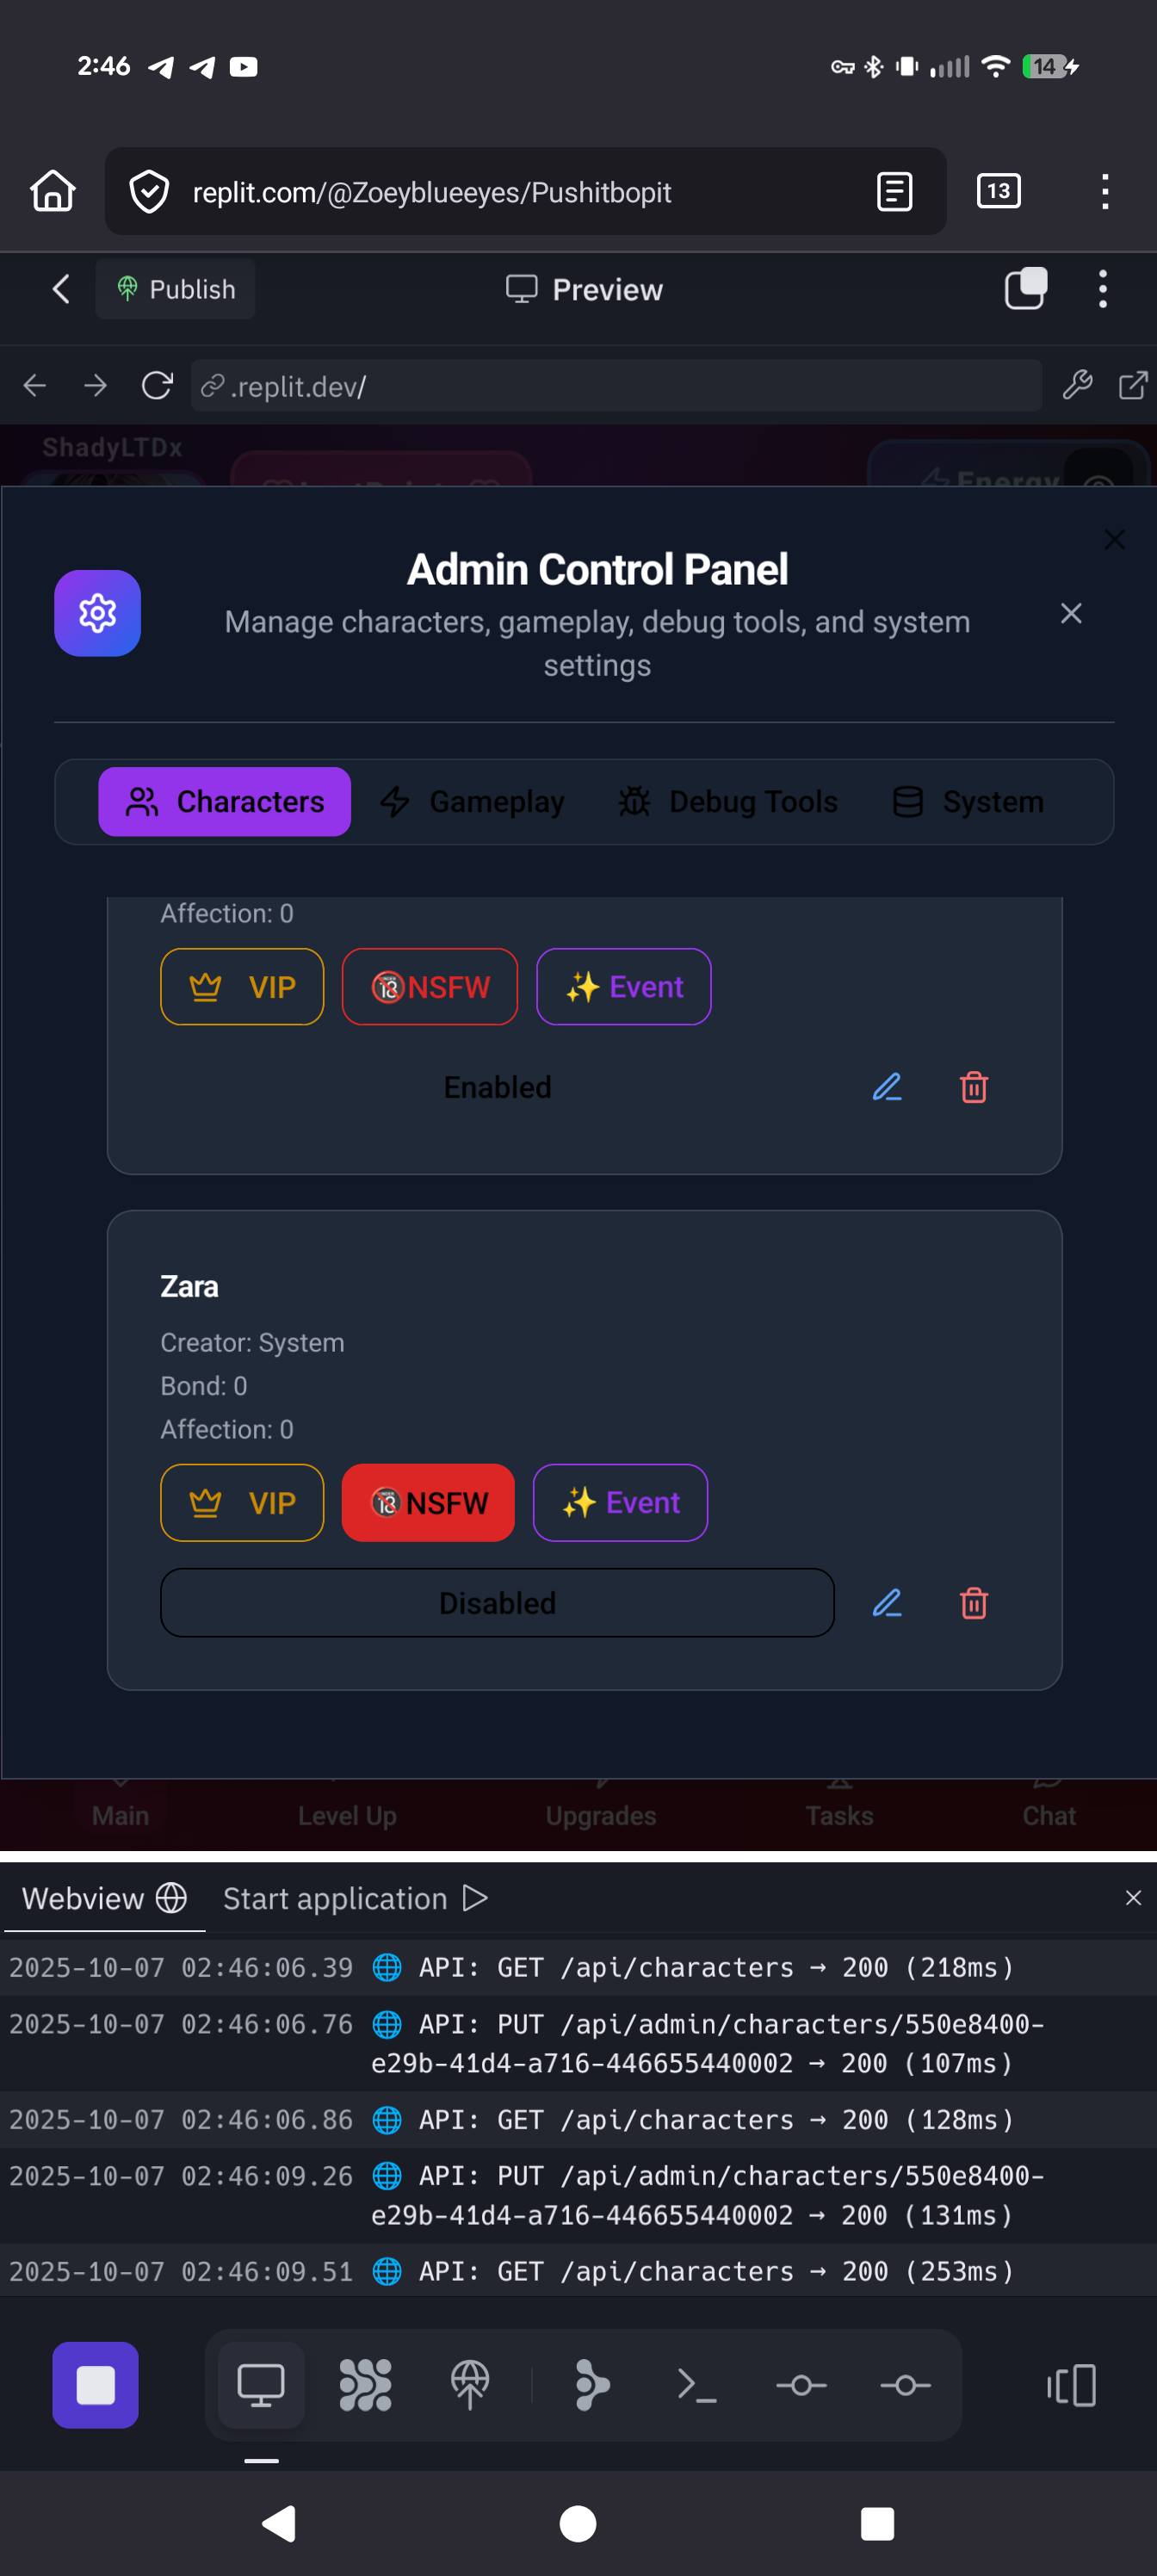 2:46
14
replit.com/@Zoeyblueeyes/Pushitbopit
13
Publish
Preview
.replit.dev/
ShadyLTDx
Energy
Admin Control Panel
Manage characters, gameplay, debug tools, and system
settings
Characters
Gameplay
Debug Tools
System
Affection: 0
VIP
🔞NSFW
✨ Event
Enabled
Zara
Creator: System
Bond: 0
Affection: 0
VIP
🔞NSFW
✨ Event
Disabled
Main
Level Up
Upgrades
Tasks
Chat
Webview
Start application
2025-10-07 02:46:06.39 🌐 API: GET /api/characters → 200 (218ms)
2025-10-07 02:46:06.76 🌐 API: PUT /api/admin/characters/550e8400-
e29b-41d4-a716-446655440002 → 200 (107ms)
2025-10-07 02:46:06.86 🌐 API: GET /api/characters → 200 (128ms)
2025-10-07 02:46:09.26 🌐 API: PUT /api/admin/characters/550e8400-
e29b-41d4-a716-446655440002 → 200 (131ms)
2025-10-07 02:46:09.51 🌐 API: GET /api/characters → 200 (253ms)